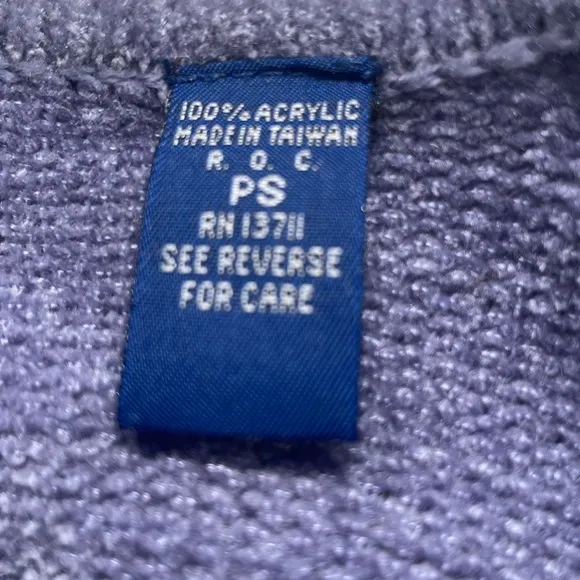 100% ACRYLIC
MADE IN TAIWAN
R. O. C.
PS
RN 13711
SEE REVERSE
FOR CARE